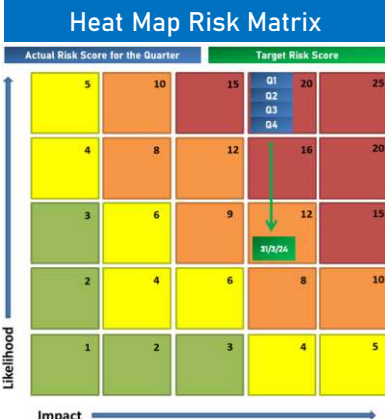 Heat Map Risk Matrix
Actual Risk Score for the Quarter Target Risk Score
5 10 15 Q1 20 25
Q2
Q3
Q4
4 8 12 16 20
3 6 9 12 15
31/3/24
2 4 6 8 10
1 2 3 4 5
Likelihood
Impact